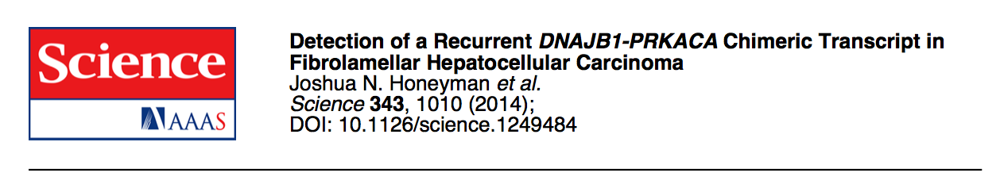 Science
AAAS
Detection of a Recurrent DNAJB1-PRKACA Chimeric Transcript in
Fibrolamellar Hepatocellular Carcinoma
Joshua N. Honeyman et al.
Science 343, 1010 (2014);
DOI: 10.1126/science.1249484